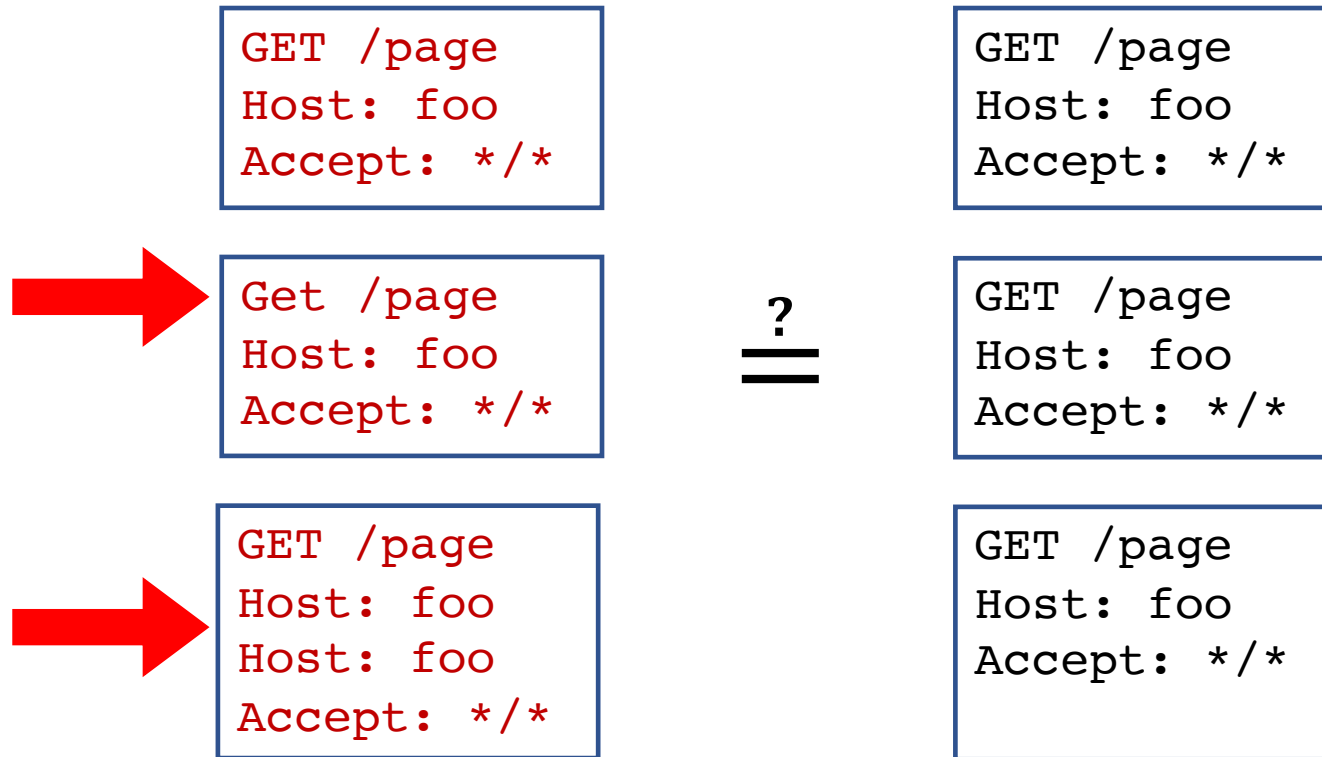 GET /page
Host: foo
Accept: */*
GET /page
Host: foo
Accept: */*
Get /page
Host: foo
Accept: */*
?
=
GET /page
Host: foo
Accept: */*
GET /page
Host: foo
Host: foo
Accept: */*
GET /page
Host: foo
Accept: */*